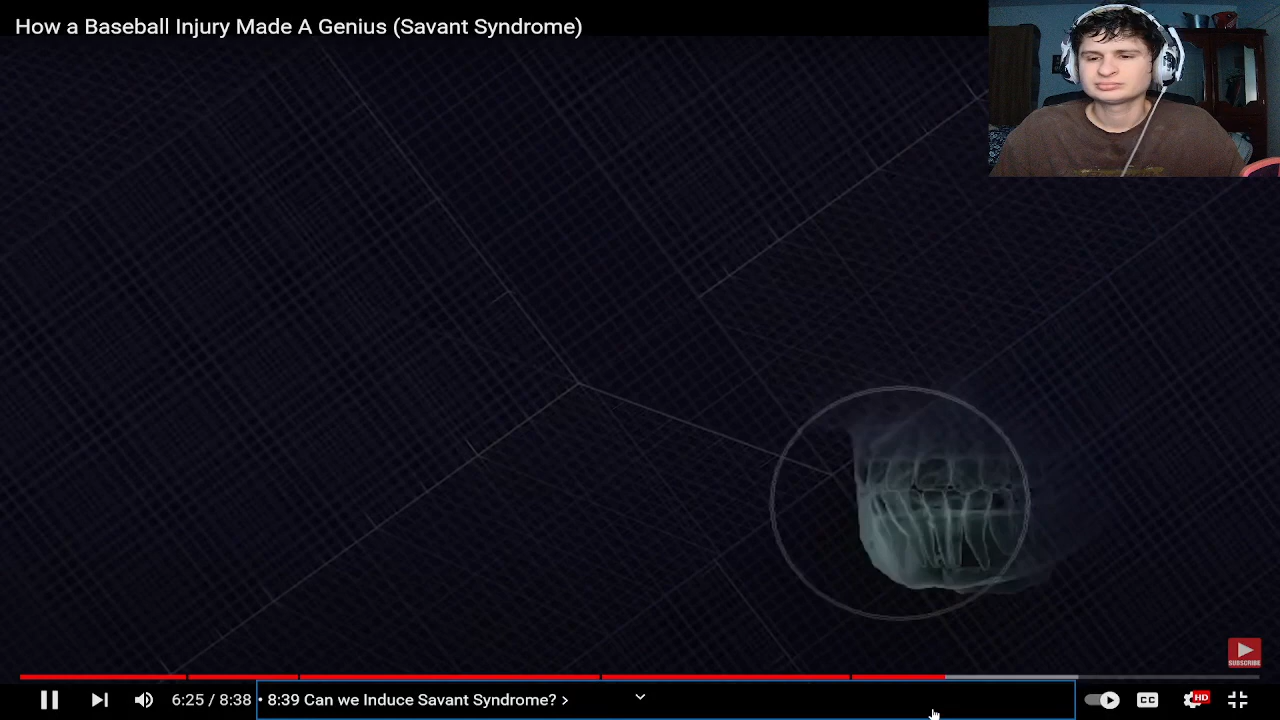 How a Baseball Injury Made A Genius (Savant Syndrome)
SUBSCRIBE
6:25 / 8:38 • 8:39 Can we Induce Savant Syndrome? >
CC
HD